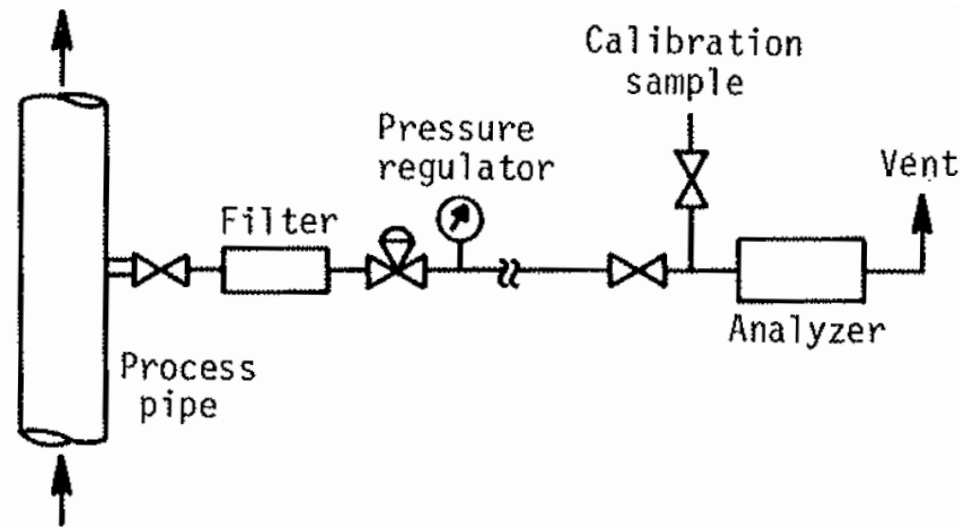 Calibration
sample
Pressure
regulator
Vent
Filter
Analyzer
Process
pipe